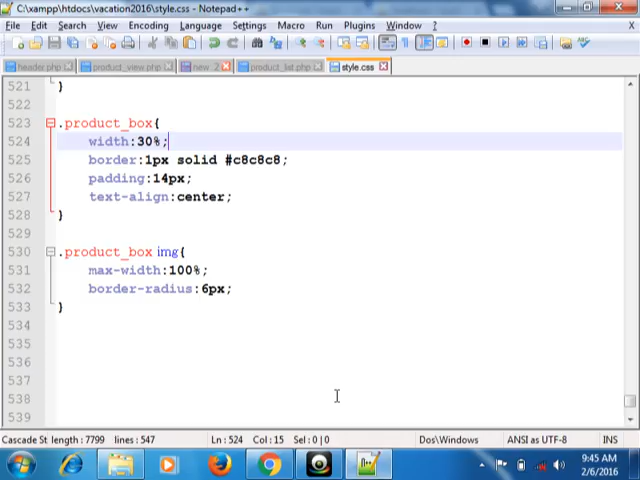 C:\xampp\htdocs\vacation2016\style.css - Notepad++
File Edit Search View Encoding Language Settings Macro Run Plugins Window ? X
header.php product_view.php new 2 product_list.php style.css
521 }
522
523 .product_box{
524 width:30%;
525 border:1px solid #c8c8c8;
526 padding:14px;
527 text-align:center;
528 }
529
530 .product_box img{
531 max-width:100%;
532 border-radius:6px;
533 }
534
535
536
537
538
539
Cascade St length : 7799 lines : 547 Ln : 524 Col : 15 Sel : 0 | 0 Dos\Windows ANSI as UTF-8 INS
9:45 AM
2/6/2016